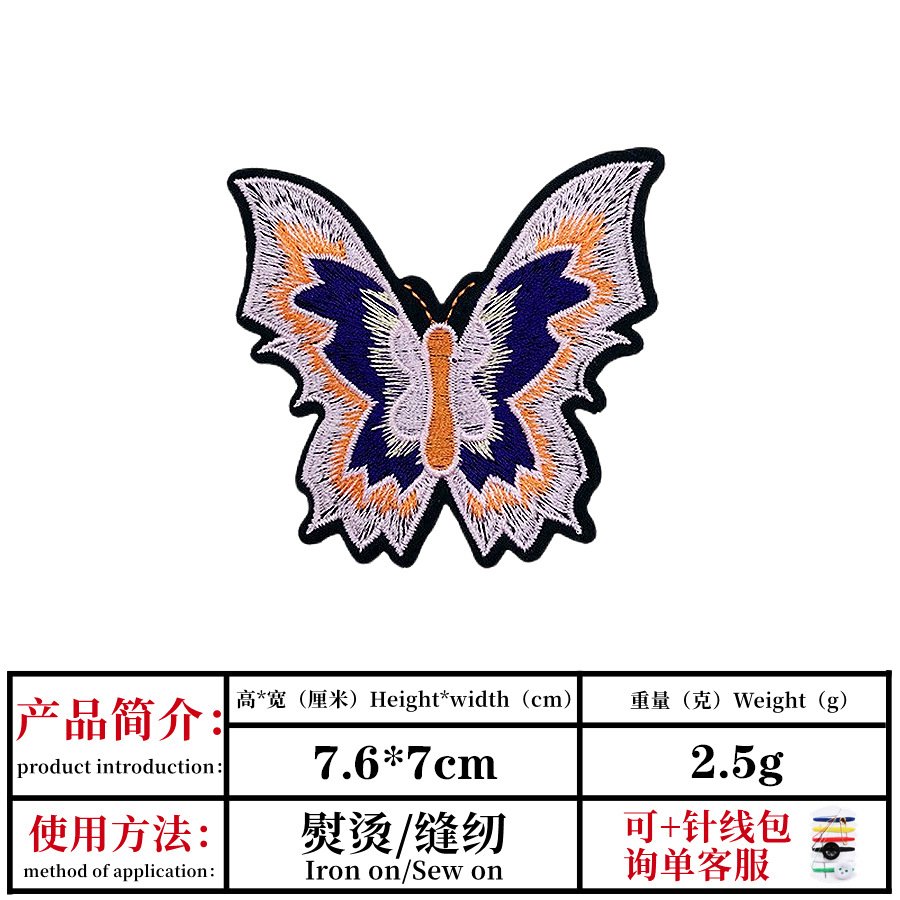 产品简介：
product introduction:
高*宽（厘米）Height*width（cm）
重量（克）Weight（g）
7.6*7cm
2.5g
使用方法：
method of application:
熨烫/缝纫
Iron on/Sew on
可+针线包
询单客服